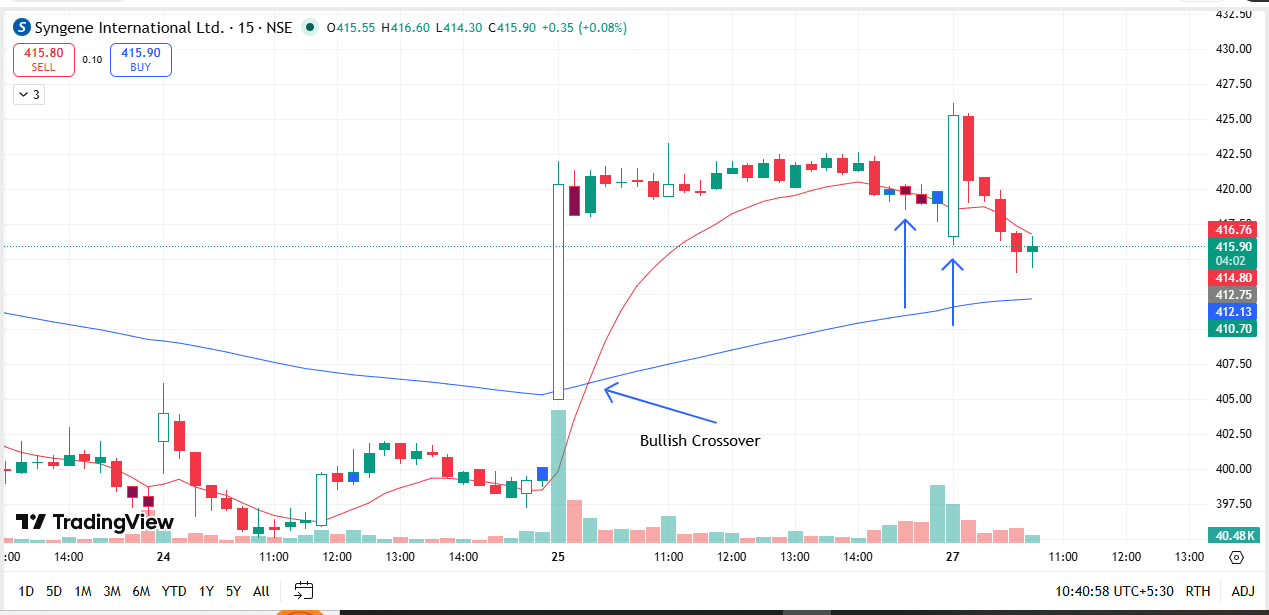 Syngene International Ltd. · 15 · NSE O415.55 H416.60 L414.30 C415.90 +0.35 (+0.08%)
415.80
SELL
0.10
415.90
BUY
3
432.50
430.00
427.50
425.00
422.50
420.00
417.50
416.76
415.90
04:02
414.80
412.75
412.13
410.70
407.50
405.00
402.50
400.00
397.50
40.48K
Bullish Crossover
TradingView
:00 14:00 24 11:00 12:00 13:00 14:00 25 11:00 12:00 13:00 14:00 27 11:00 12:00 13:00
1D 5D 1M 3M 6M YTD 1Y 5Y All 10:40:58 UTC+5:30 RTH ADJ